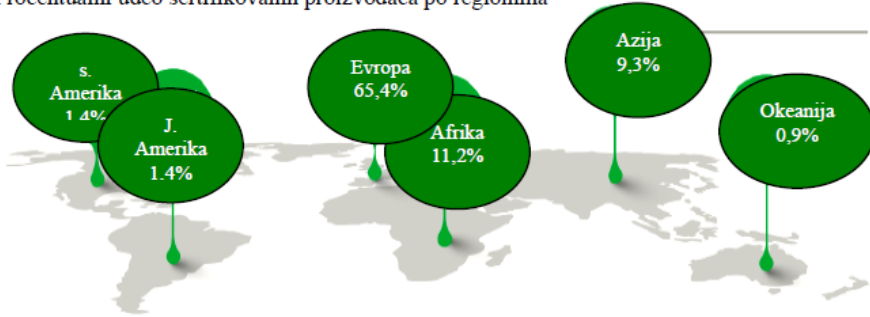 udeo sertifikovanih proizvođača po regionima
s.
Amerika
1.4%
J.
Amerika
1.4%
Evropa
65,4%
Afrika
11,2%
Azija
9,3%
Okeanija
0,9%